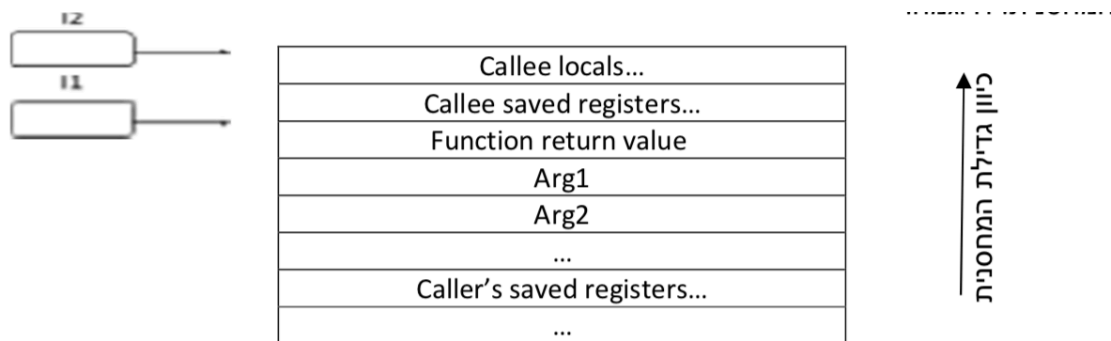 I2
I1
Callee locals...
Callee saved registers...
Function return value
Arg1
Arg2
...
Caller's saved registers...
...
כיוון גדילת המחסנית